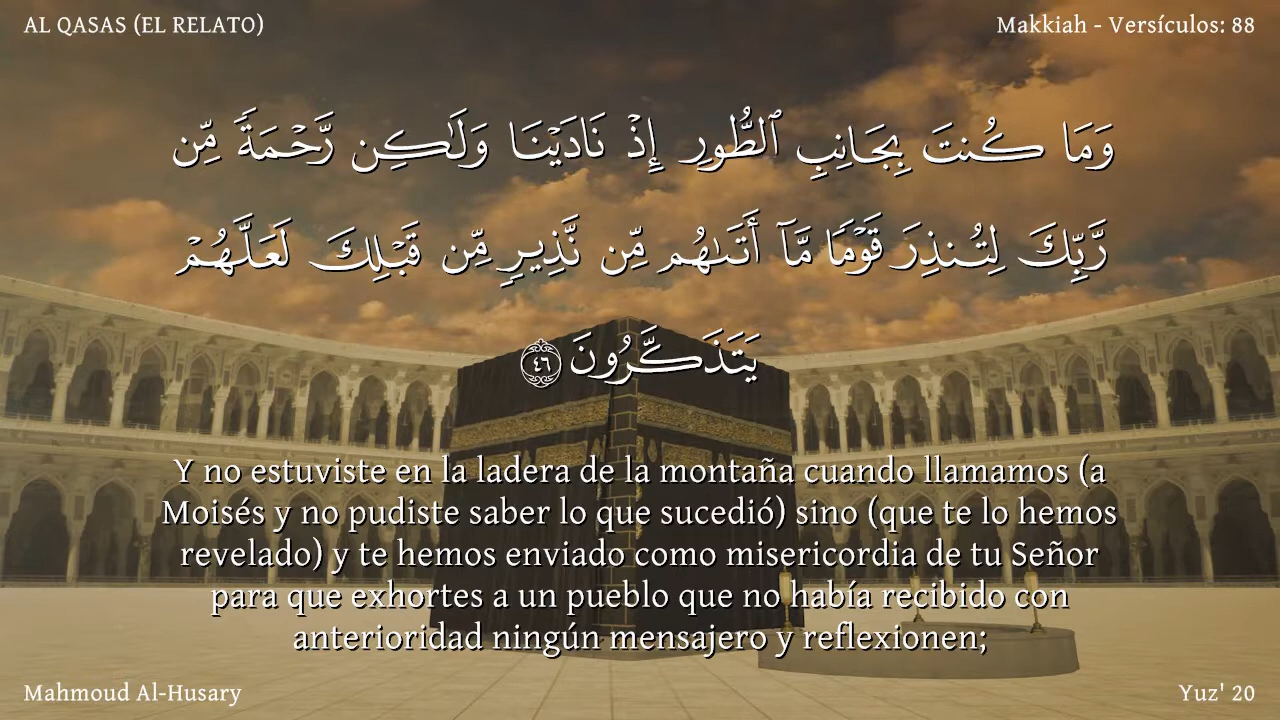 AL QASAS (EL RELATO)
Makkiah - Versículos: 88
وَمَا كُنتَ بِجَانِبِ ٱلطُّورِ إِذْ نَادَيْنَا وَلَـٰكِن رَّحْمَةً مِّن
رَّبِّكَ لِتُنذِرَ قَوْمًا مَّآ أَتَىٰهُم مِّن نَّذِيرٍ مِّن قَبْلِكَ لَعَلَّهُمْ
يَتَذَكَّرُونَ ٤٦
Y no estuviste en la ladera de la montaña cuando llamamos (a
Moisés y no pudiste saber lo que sucedió) sino (que te lo hemos
revelado) y te hemos enviado como misericordia de tu Señor
para que exhortes a un pueblo que no había recibido con
anterioridad ningún mensajero y reflexionen;
Mahmoud Al-Husary
Yuz' 20